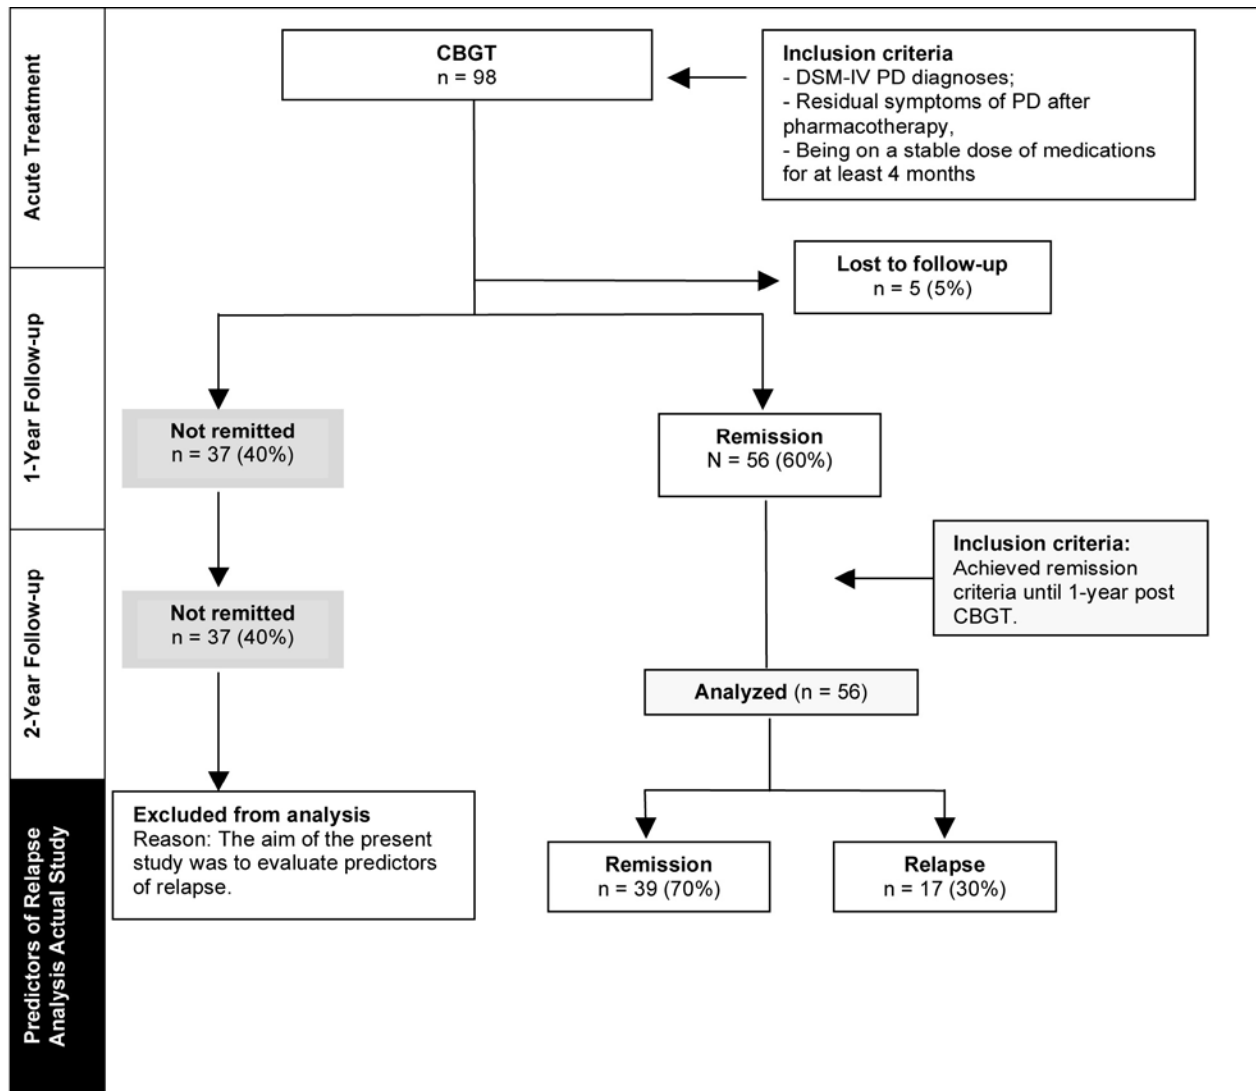 Acute Treatment
CBGT
n = 98
Inclusion criteria
- DSM-IV PD diagnoses;
- Residual symptoms of PD after
pharmacotherapy,
- Being on a stable dose of medications
for at least 4 months
Lost to follow-up
n = 5 (5%)
1-Year Follow-up
Not remitted
n = 37 (40%)
Remission
N = 56 (60%)
2-Year Follow-up
Inclusion criteria:
Achieved remission
criteria until 1-year post
CBGT.
Not remitted
n = 37 (40%)
Analyzed (n = 56)
Predictors of Relapse
Analysis Actual Study
Excluded from analysis
Reason: The aim of the present
study was to evaluate predictors
of relapse.
Remission
n = 39 (70%)
Relapse
n = 17 (30%)